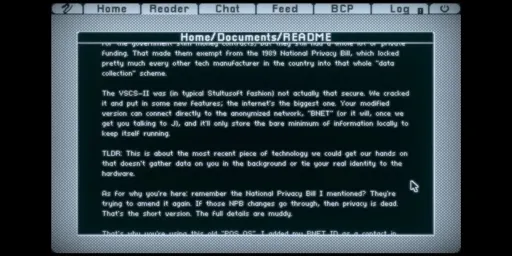 Home
Reader
Chat
Feed
BCP
Log
Home/Documents/README
for the government slim money contracts, but they still had a whole lot of private
funding. That made them exempt from the 1989 National Privacy Bill, which locked
pretty much every other tech manufacturer in the country into that whole "data
collection" scheme.
The VSCS-II was (in typical Stultusoft fashion) not actually that secure. We cracked
it and put in some new features; the internet's the biggest one. Your modified
version can connect directly to the anonymized network, "BNET" (or it will, once we
get you talking to J), and it'll only store the bare minimum of information locally to
keep itself running.
TLDR: This is about the most recent piece of technology we could get our hands on
that doesn't gather data on you in the background or tie your real identity to the
hardware.
As for why you're here: remember the National Privacy Bill I mentioned? They're
trying to amend it again. If those NPB changes go through, then privacy is dead.
That's the short version. The full details are muddy.
That's why you're using this old "POS OS". I added my BNET ID as a contact in